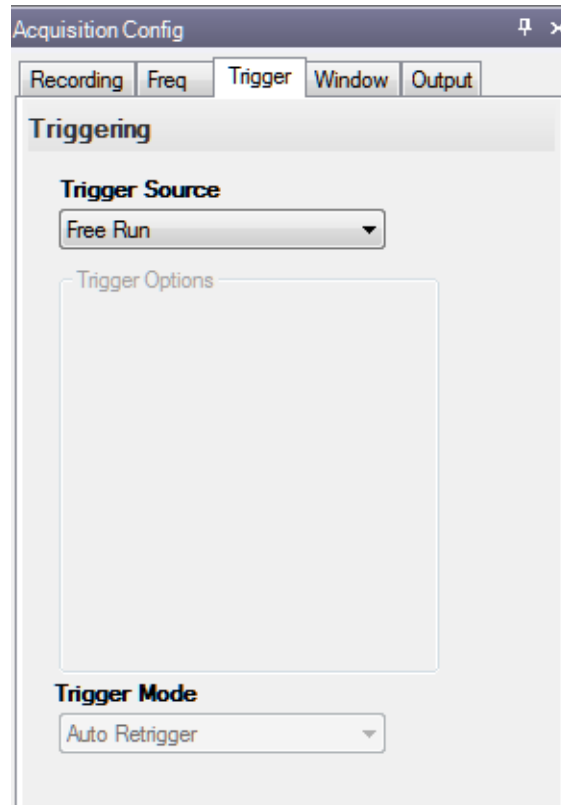 Acquisition Config
Recording Freq Trigger Window Output
Triggering
Trigger Source
Free Run
Trigger Options
Trigger Mode
Auto Retrigger